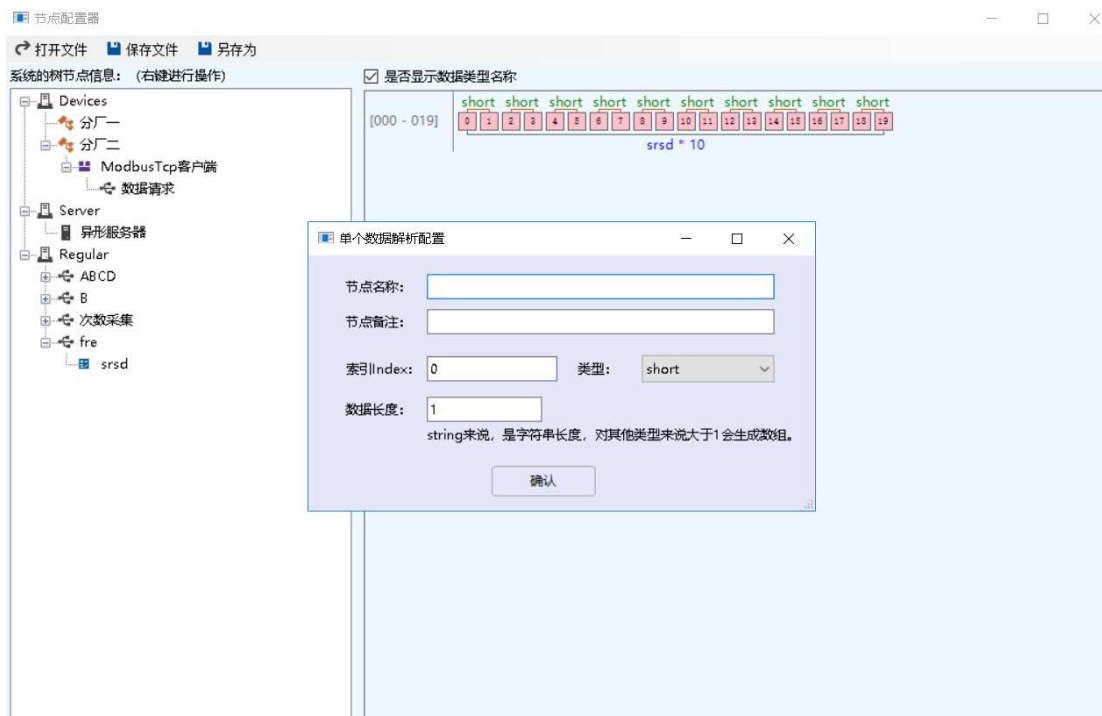 节点配置器
打开文件 保存文件 另存为
系统的树节点信息：（右键进行操作）
是否显示数据类型名称
Devices
分厂一
分厂二
ModbusTcp客户端
数据请求
Server
异形服务器
Regular
ABCD
B
次数采集
fre
srsd
short short short short short short short short short short
[000 - 019] 0 1 2 3 4 5 6 7 8 9 10 11 12 13 14 15 16 17 18 19
srsd * 10
单个数据解析配置
节点名称：
节点备注：
索引Index: 0 类型： short
数据长度： 1
string来说，是字符串长度，对其他类型来说大于1会生成数组。
确认